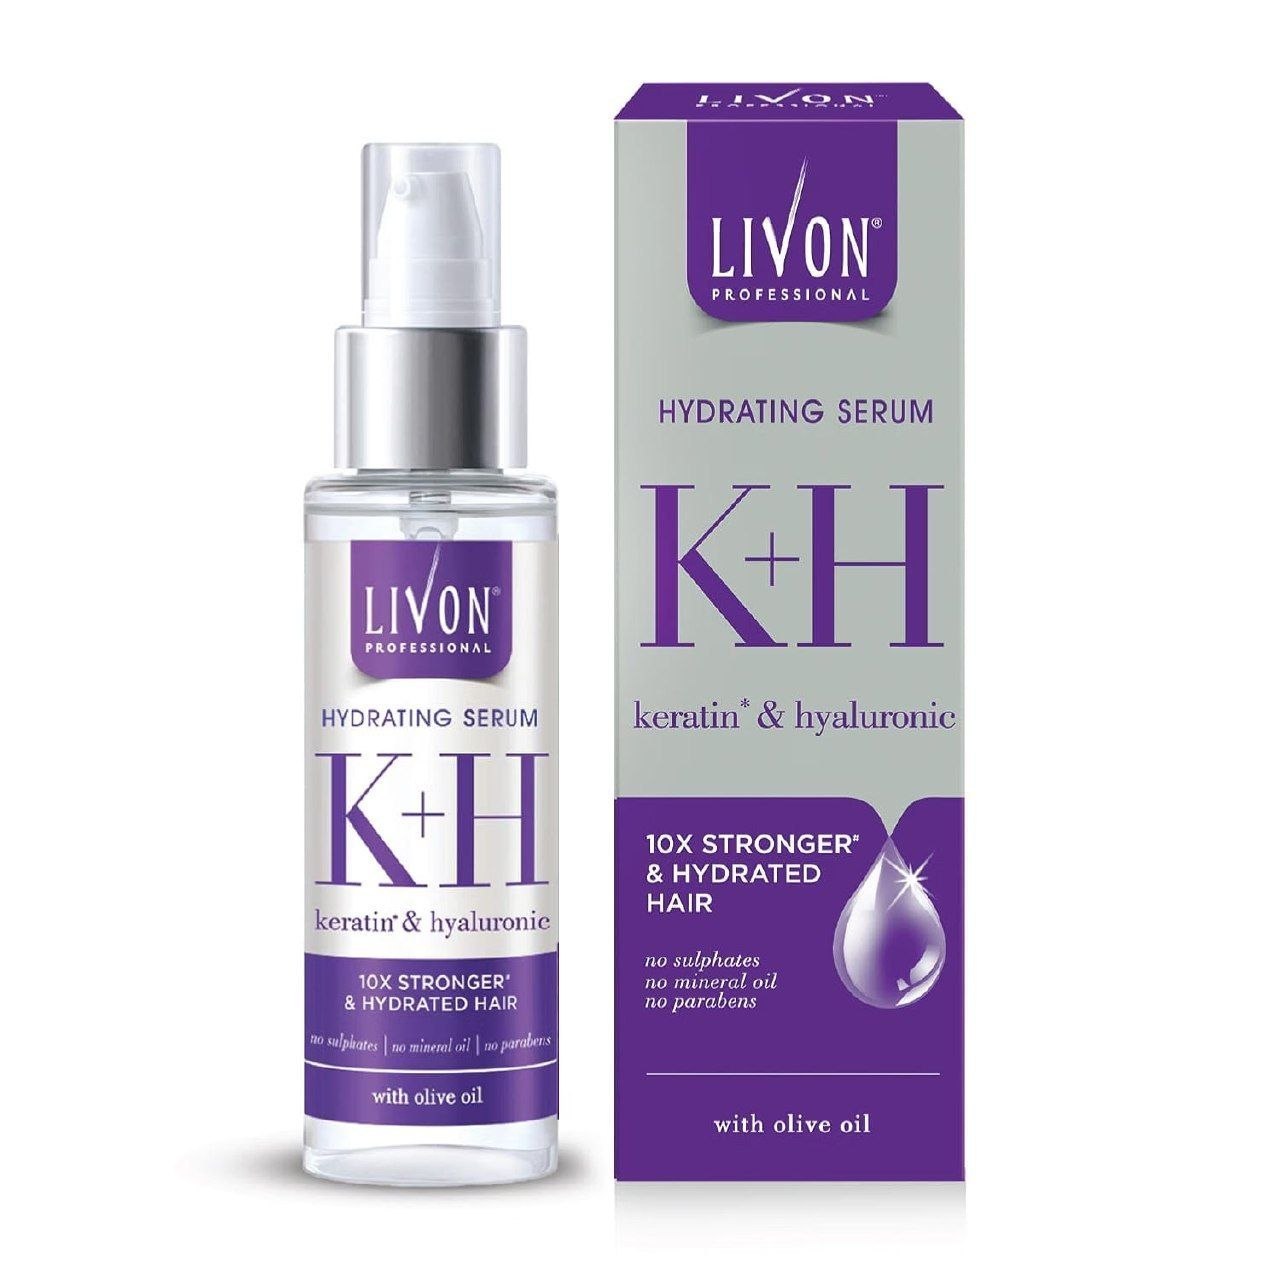 LIVON®
PROFESSIONAL
HYDRATING SERUM
K+H
keratin* & hyaluronic
10X STRONGER#
& HYDRATED HAIR
no sulphates | no mineral oil | no parabens
with olive oil
LIVON
PROFESSIONAL
LIVON®
PROFESSIONAL
HYDRATING SERUM
K+H
keratin* & hyaluronic
10X STRONGER#
& HYDRATED
HAIR
no sulphates
no mineral oil
no parabens
with olive oil